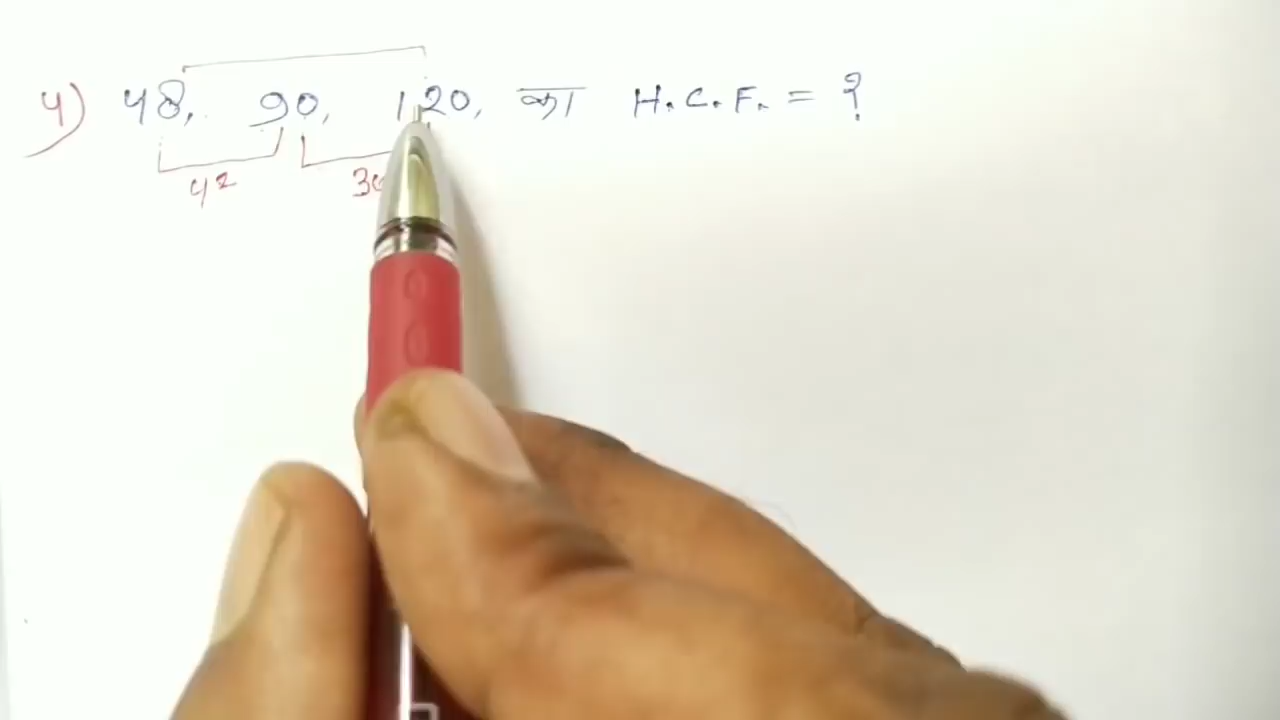 4) 48, 90, 120, का H.C.F. = ?
42